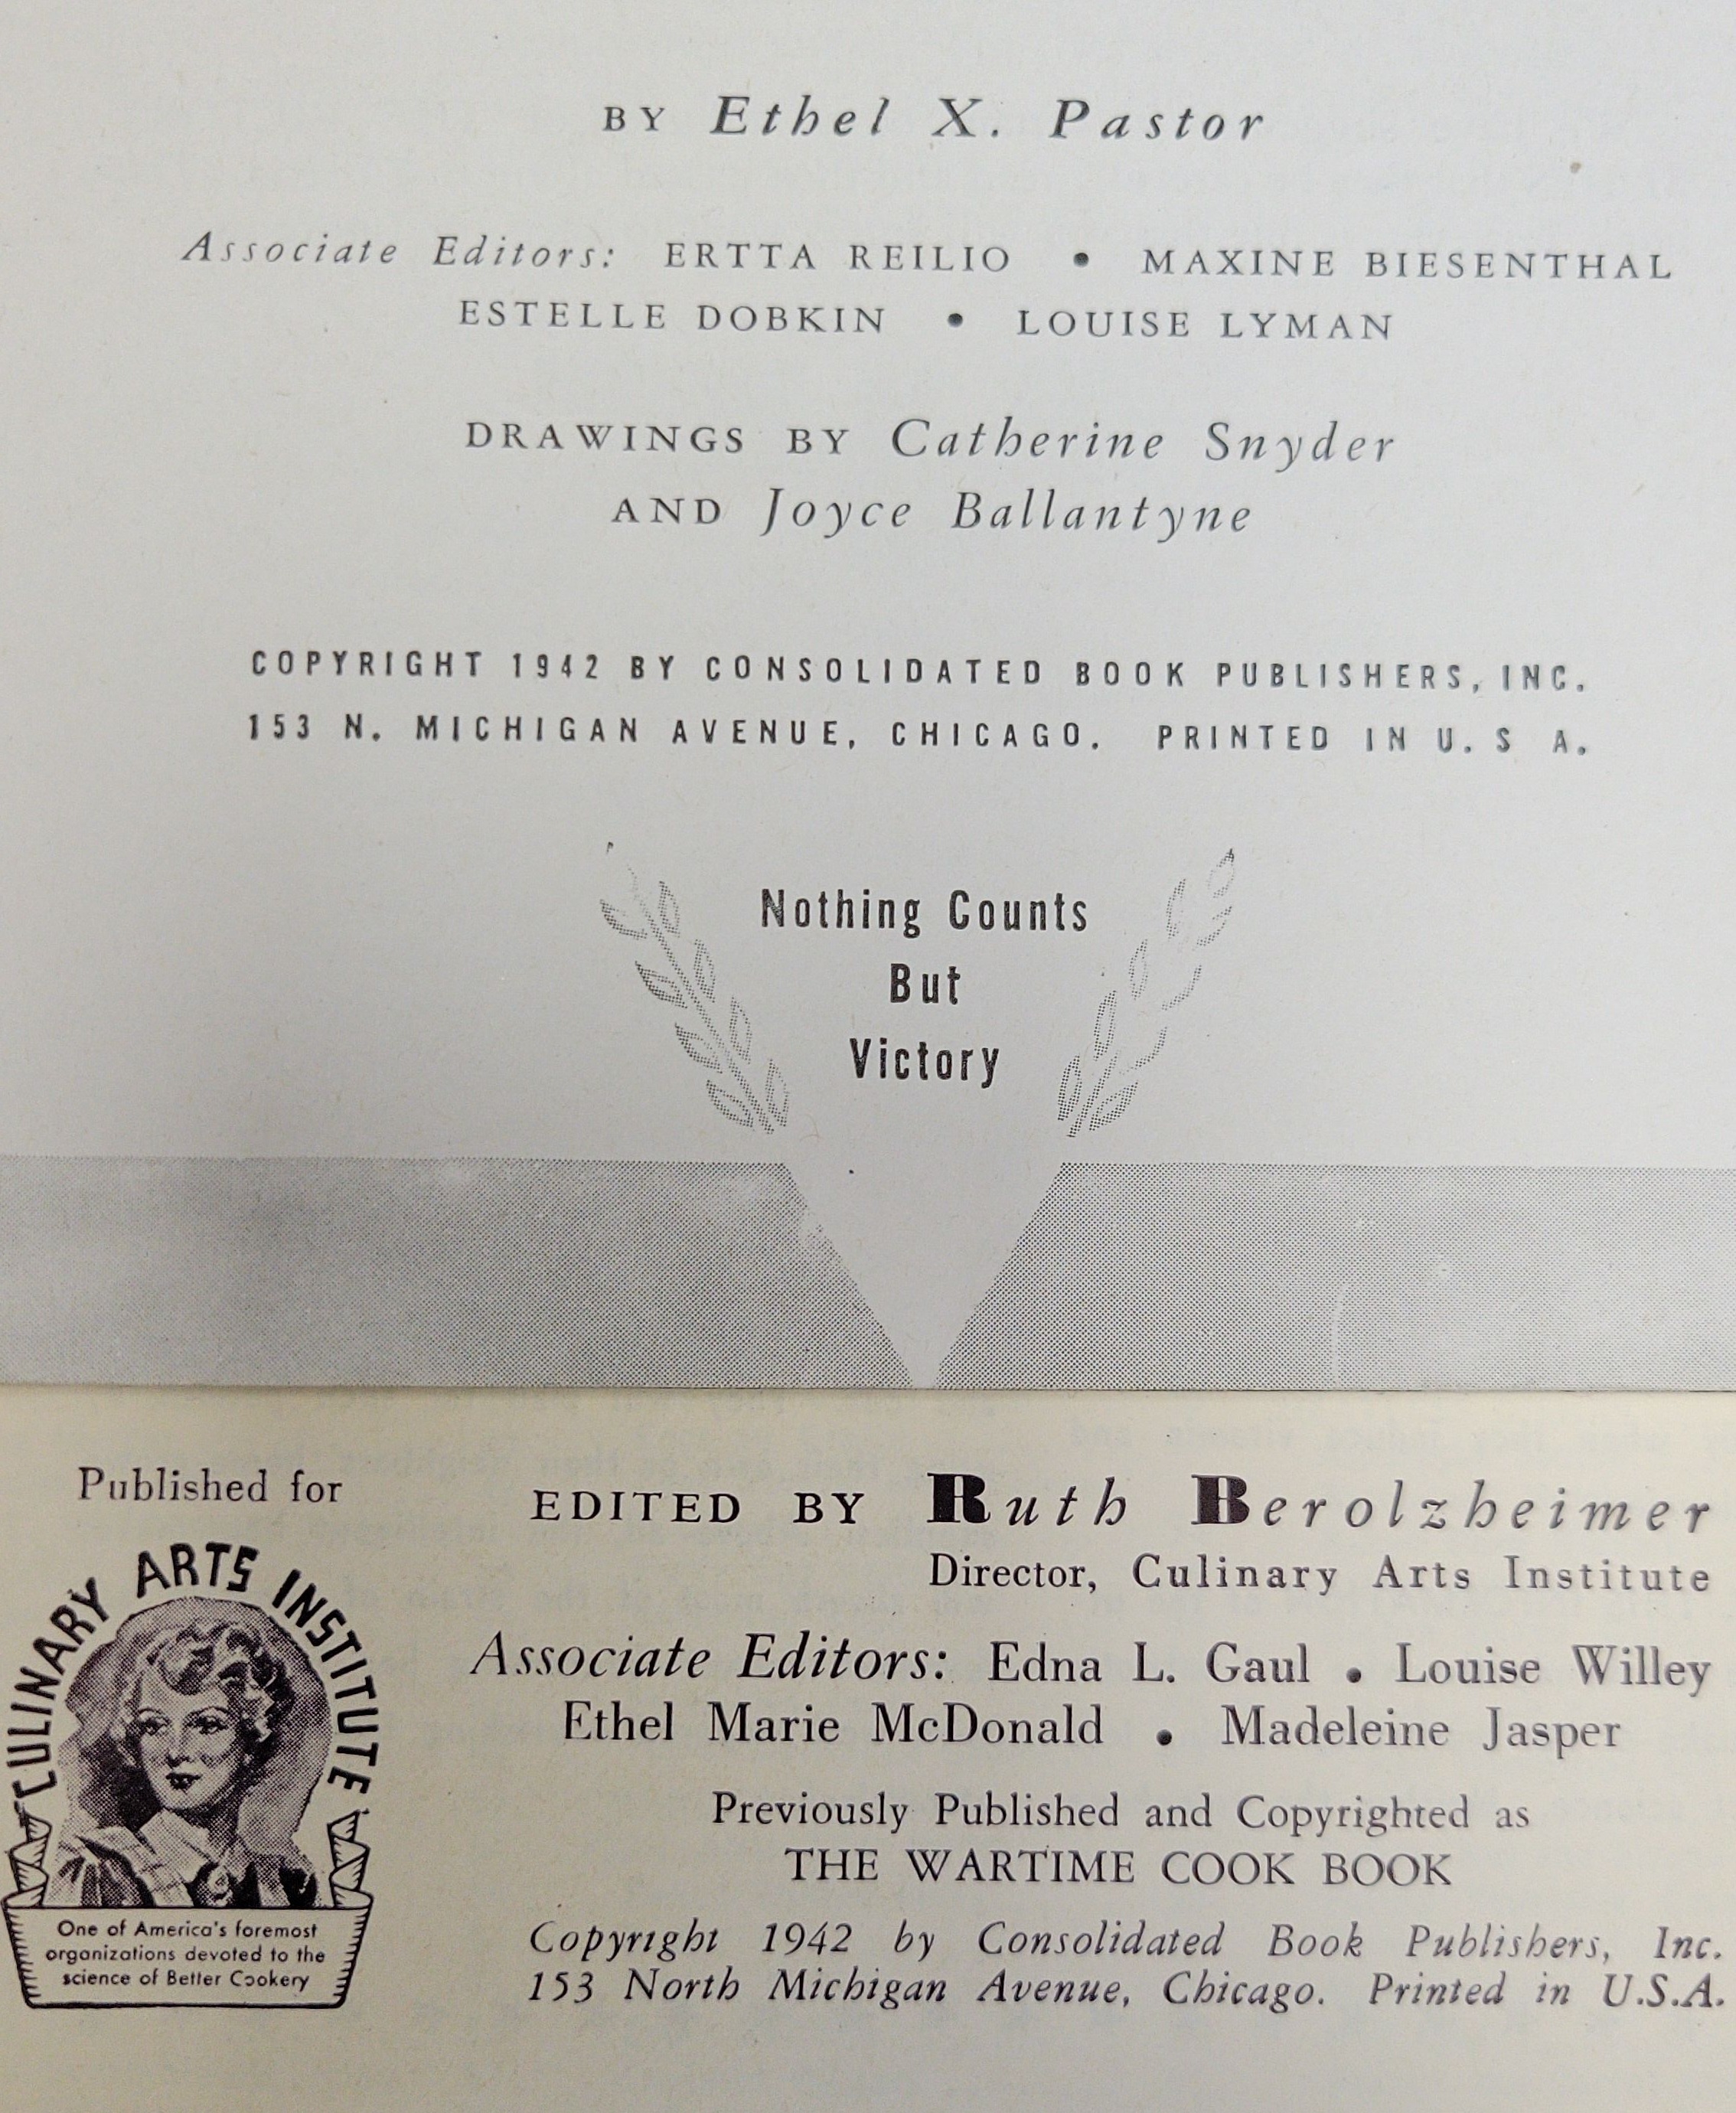 BY Ethel X. Pastor
Associate Editors: ERTTA REILIO • MAXINE BIESENTHAL
ESTELLE DOBKIN • LOUISE LYMAN
DRAWINGS BY Catherine Snyder
AND Joyce Ballantyne
COPYRIGHT 1942 BY CONSOLIDATED BOOK PUBLISHERS, INC.
153 N. MICHIGAN AVENUE, CHICAGO. PRINTED IN U. S A.
Nothing Counts
But
Victory
Published for
CULINARY ARTS INSTITUTE
One of America's foremost
organizations devoted to the
science of Better Cookery
EDITED BY Ruth Berolzheimer
Director, Culinary Arts Institute
Associate Editors: Edna L. Gaul • Louise Willey
Ethel Marie McDonald • Madeleine Jasper
Previously Published and Copyrighted as
THE WARTIME COOK BOOK
Copyright 1942 by Consolidated Book Publishers, Inc.
153 North Michigan Avenue, Chicago. Printed in U.S.A.